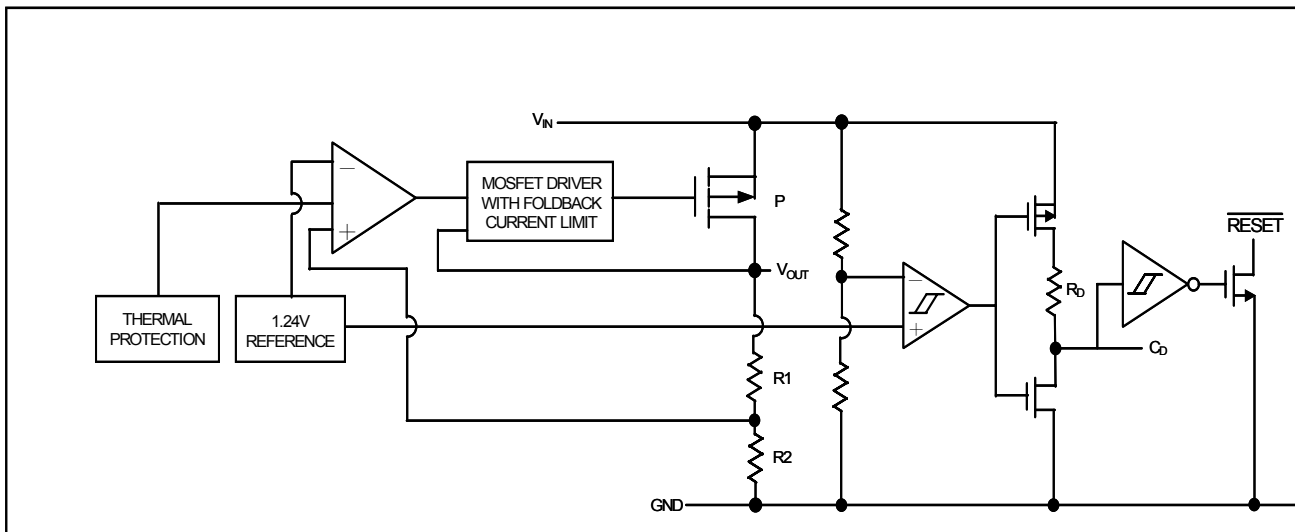 V_IN
−
+
MOSFET DRIVER
WITH FOLDBACK
CURRENT LIMIT
P
RESET
V_OUT
−
+
R_D
THERMAL
PROTECTION
1.24V
REFERENCE
C_D
R1
R2
GND